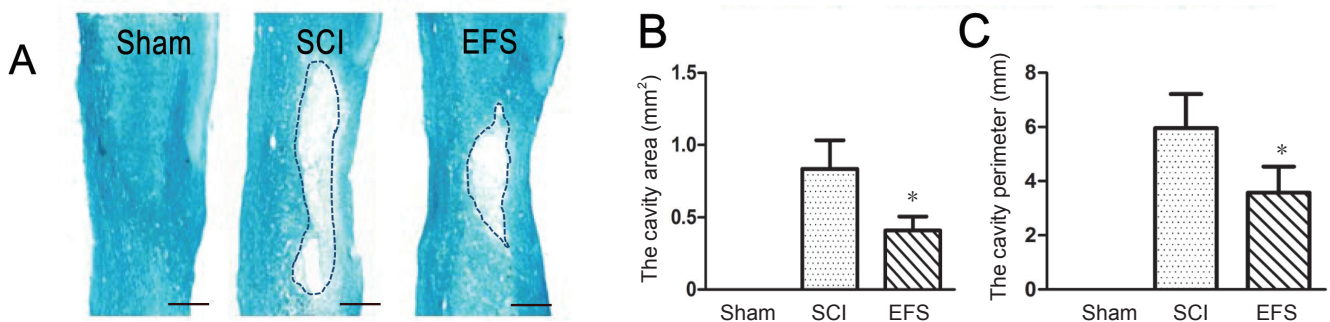 A
Sham
SCI
EFS
B
The cavity area (mm²)
1.5
1.0
0.5
0
*
Sham
SCI
EFS
C
The cavity perimeter (mm)
8
6
4
2
0
*
Sham
SCI
EFS